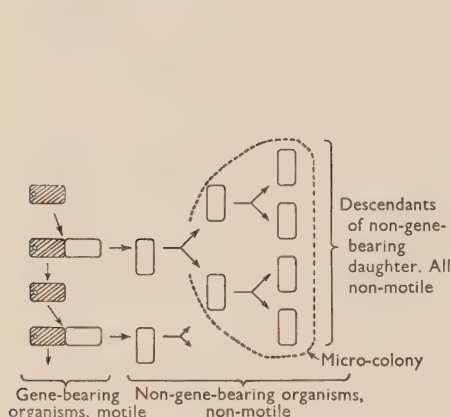 Descendants
of non-gene-
bearing
daughter. All
non-motile
Micro-colony
Gene-bearing
organisms, motile
Non-gene-bearing organisms,
non-motile